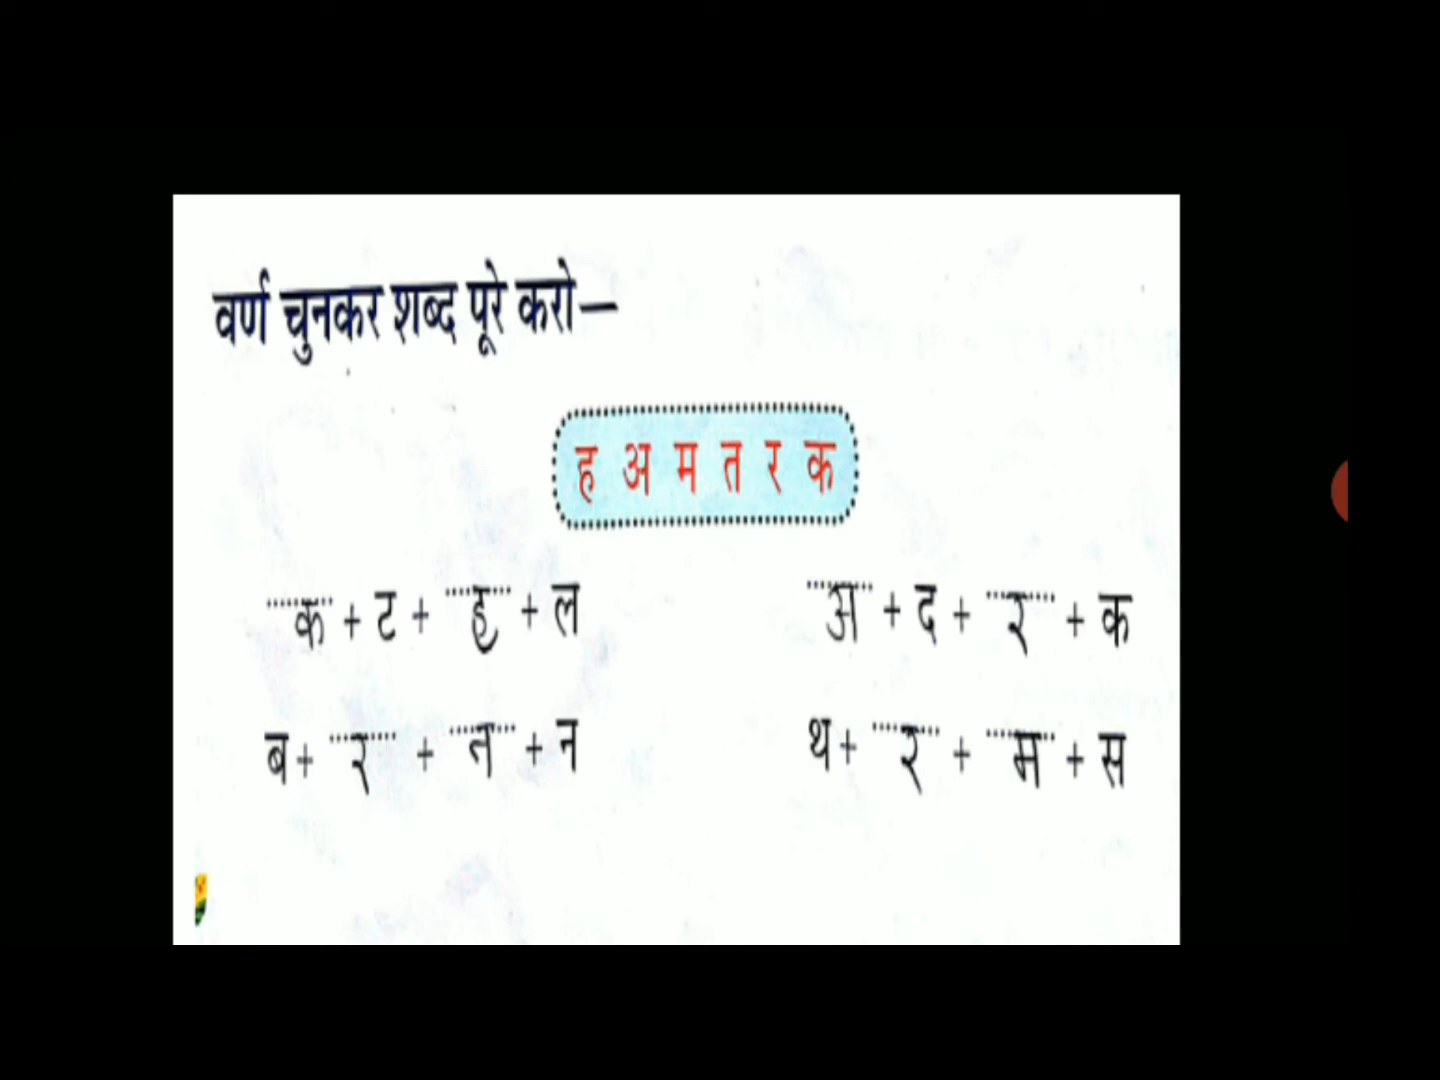 वर्ण चुनकर शब्द पूरे करो—
ह अ म त र क
क + ट + ह + ल
अ + द + र + क
ब + र + त + न
थ + र + म + स